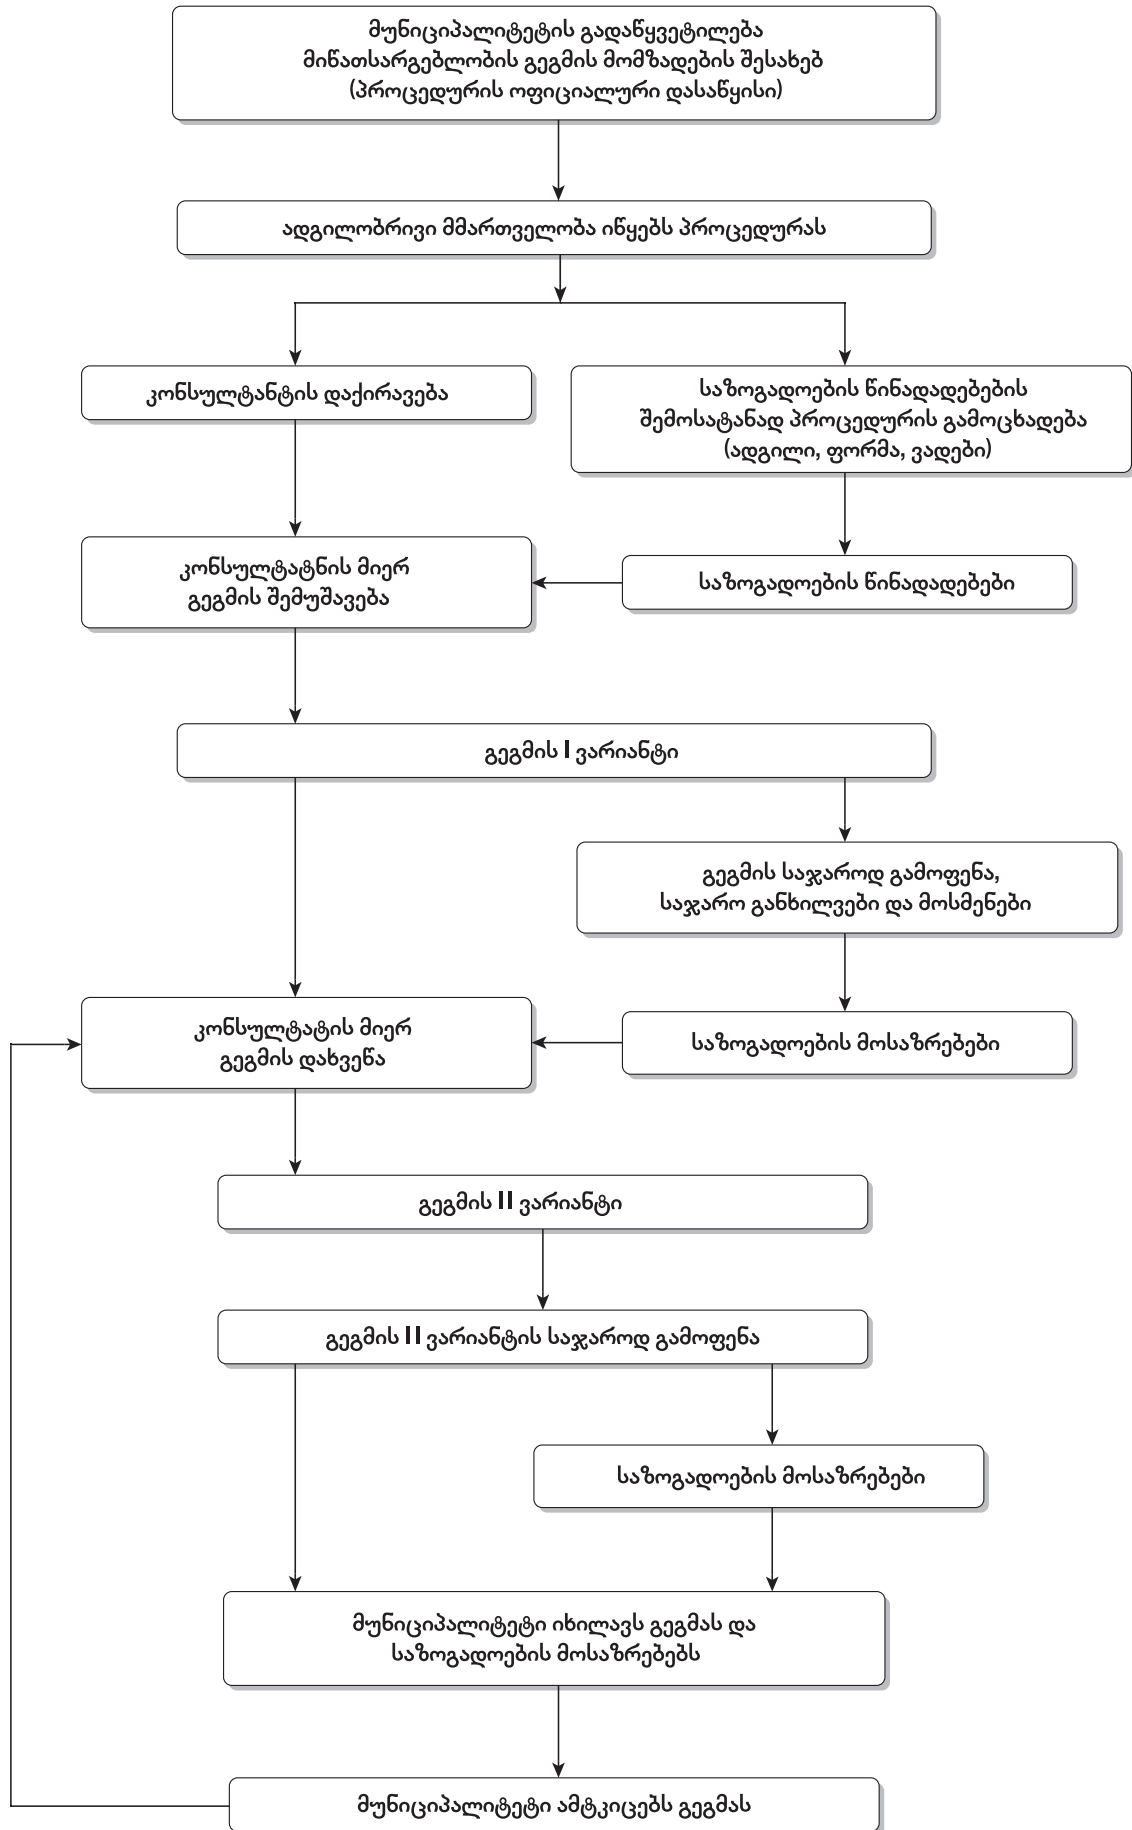 მუნიციპალიტეტის გადაწყვეტილება
მიწათსარგებლობის გეგმის მომზადების შესახებ
(პროცედურის ოფიციალური დასაწყისი)
ადგილობრივი მმართველობა იწყებს პროცედურას
კონსულტანტის დაქირავება
საზოგადოების წინადადებების
შემოსატანად პროცედურის გამოცხადება
(ადგილი, ფორმა, ვადები)
კონსულტატნის მიერ
გეგმის შემუშავება
საზოგადოების წინადადებები
გეგმის I ვარიანტი
გეგმის საჯაროდ გამოფენა,
საჯარო განხილვები და მოსმენები
კონსულტატის მიერ
გეგმის დახვეწა
საზოგადოების მოსაზრებები
გეგმის II ვარიანტი
გეგმის II ვარიანტის საჯაროდ გამოფენა
საზოგადოების მოსაზრებები
მუნიციპალიტეტი იხილავს გეგმას და
საზოგადოების მოსაზრებებს
მუნიციპალიტეტი ამტკიცებს გეგმას